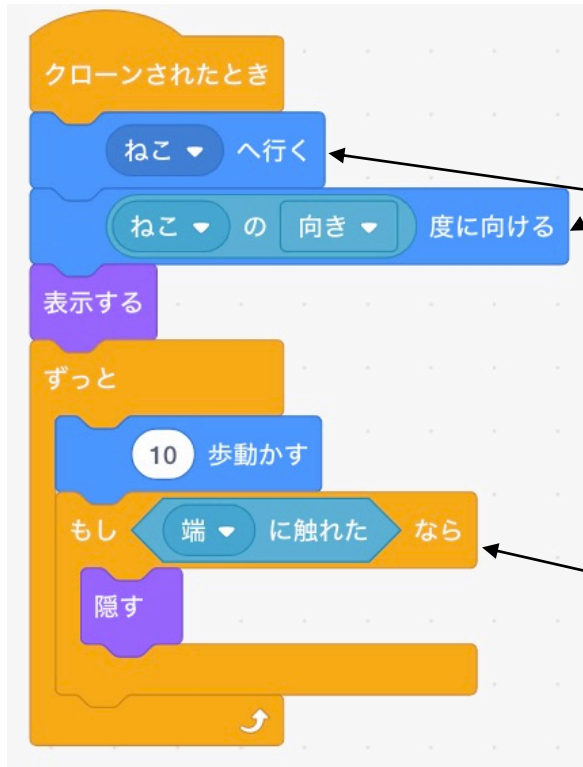 クローンされたとき
ねこ へ行く
ねこ の 向き 度に向ける
表示する
ずっと
10 歩動かす
もし 端 に触れた なら
隠す